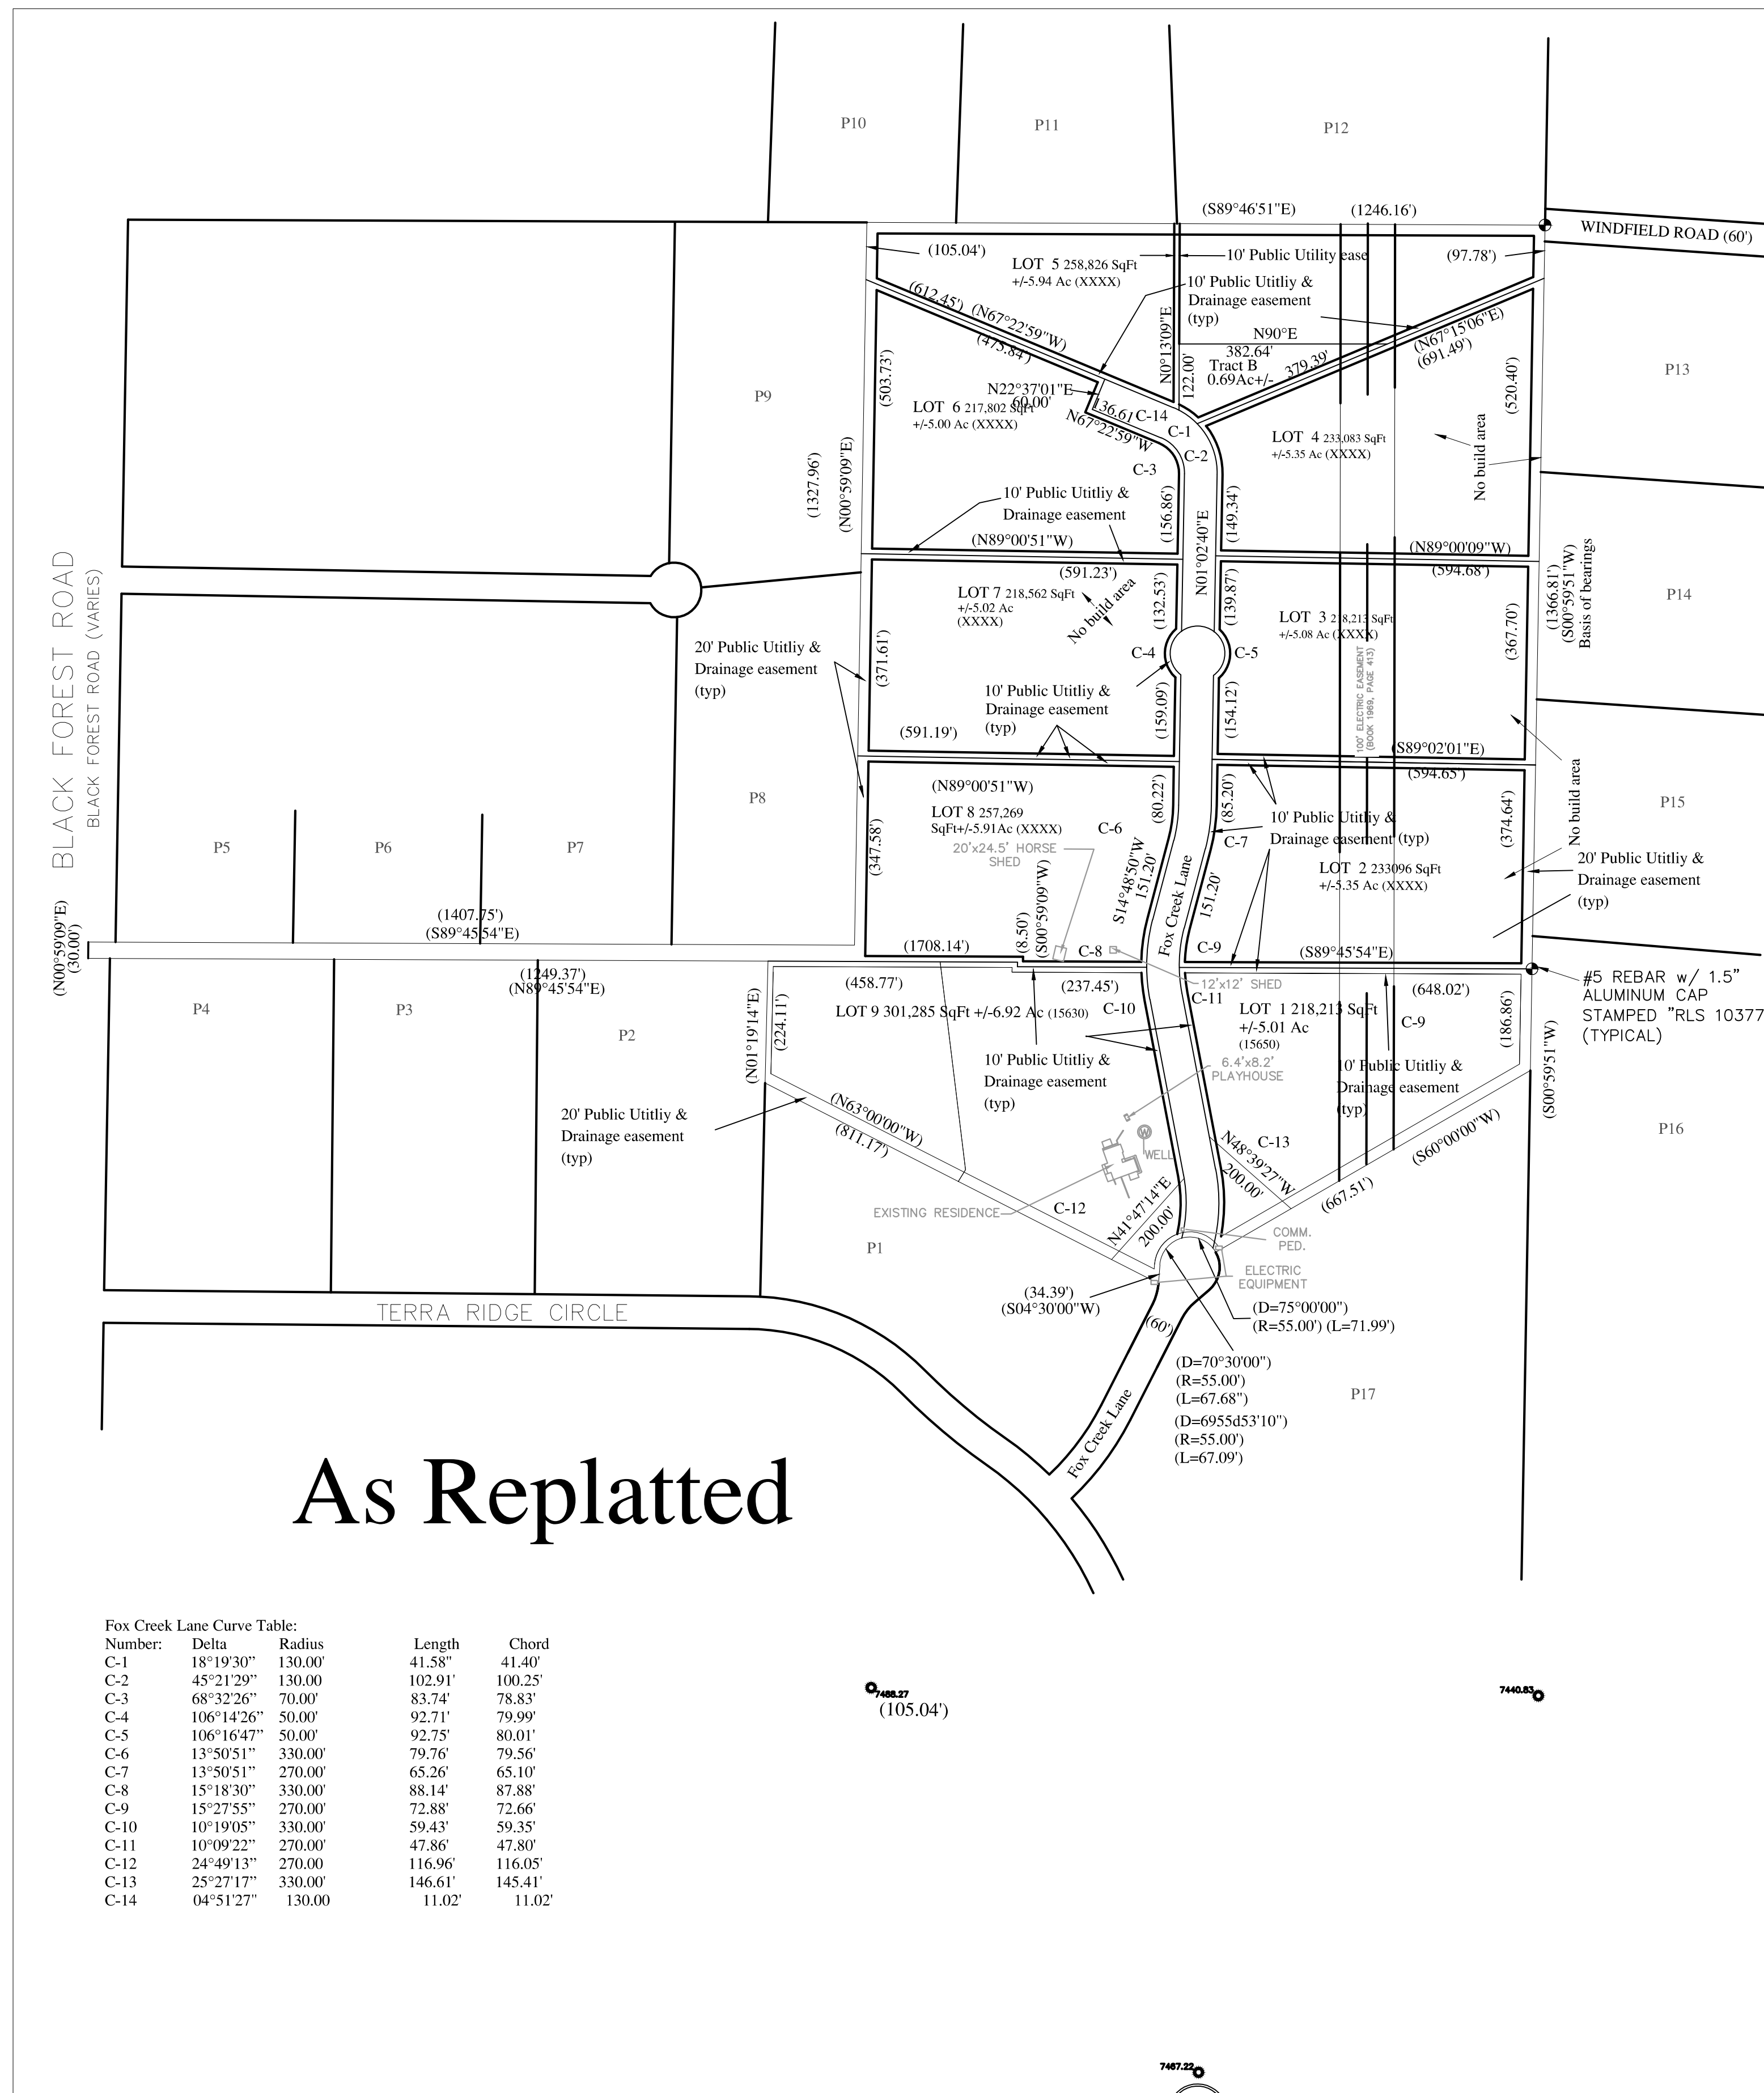 P10
P11
P12
(S89°46'51"E)
(1246.16')
WINDFIELD ROAD (60')
(105.04')
LOT 5 258,826 SqFt
+/-5.94 Ac (XXXX)
10' Public Utility ease
(97.78')
10' Public Utitliy &
Drainage easement
(typ)
(612.45')
(N67°22'59"W)
(475.84')
N0°13'09"E
122.00'
N90°E
382.64'
Tract B
0.69Ac+/-
379.39'
(N67°15'06"E)
(691.49')
P13
P9
(503.73')
N22°37'01"E
60.00'
LOT 6 217,802 SqFt
+/-5.00 Ac (XXXX)
136.61
C-14
N67°22'59"W
C-1
C-2
C-3
(520.40')
LOT 4 233,083 SqFt
+/-5.35 Ac (XXXX)
No build area
(1327.96')
(N00°59'09"E)
10' Public Utitliy &
Drainage easement
(N89°00'51"W)
(156.86')
N01°02'40"E
(149.34')
(N89°00'09"W)
(594.68')
(1366.81')
(S00°59'51"W)
Basis of bearings
BLACK FOREST ROAD
BLACK FOREST ROAD (VARIES)
(591.23')
LOT 7 218,562 SqFt
+/-5.02 Ac
(XXXX)
No build area
(132.53')
(139.87')
LOT 3 218,213 SqFt
+/-5.08 Ac (XXXX)
P14
20' Public Utitliy &
Drainage easement
(typ)
(371.61')
C-4
C-5
(367.70')
100' ELECTRIC EASEMENT
(BOOK 1969, PAGE 413)
10' Public Utitliy &
Drainage easement
(typ)
(591.19')
(159.09')
(154.12')
(S89°02'01"E)
(594.65')
No build area
P8
(N89°00'51"W)
(80.22')
(85.20')
LOT 8 257,269
SqFt+/-5.91Ac (XXXX)
C-6
(347.58')
20'x24.5' HORSE
SHED
10' Public Utitliy &
Drainage easement (typ)
C-7
(374.64')
P15
P5
P6
P7
S14°48'50"W
151.20'
Fox Creek Lane
151.20'
LOT 2 233096 SqFt
+/-5.35 Ac (XXXX)
20' Public Utitliy &
Drainage easement
(typ)
(N00°59'09"E)
(30.00')
(1407.75')
(S89°45'54"E)
(1708.14')
(8.50')
(S00°59'09"W)
C-8
C-9
(S89°45'54"E)
(1249.37')
(N89°45'54"E)
(458.77')
(237.45')
12'x12' SHED
(648.02')
#5 REBAR w/ 1.5"
ALUMINUM CAP
STAMPED "RLS 10377
(TYPICAL)
P4
P3
P2
(N01°19'14"E)
(224.11')
LOT 9 301,285 SqFt +/-6.92 Ac (15630)
C-10
C-11
LOT 1 218,213 SqFt
+/-5.01 Ac
(15650)
C-9
(186.86')
(S00°59'51"W)
10' Public Utitliy &
Drainage easement
(typ)
6.4'x8.2'
PLAYHOUSE
10' Public Utitliy &
Drainage easement
(typ)
20' Public Utitliy &
Drainage easement
(typ)
(N63°00'00"W)
(811.17')
W
WELL
C-13
N48°39'27"W
200.00'
(S60°00'00"W)
(667.51')
P16
EXISTING RESIDENCE
C-12
N41°47'14"E
200.00'
P1
COMM.
PED.
ELECTRIC
EQUIPMENT
(34.39')
(S04°30'00"W)
TERRA RIDGE CIRCLE
(60')
(D=75°00'00")
(R=55.00') (L=71.99')
(D=70°30'00")
(R=55.00')
(L=67.68")
(D=6955d53'10")
(R=55.00')
(L=67.09')
P17
Fox Creek Lane
As Replatted
Fox Creek Lane Curve Table:
Number: Delta Radius Length Chord
C-1 18°19'30” 130.00' 41.58" 41.40'
C-2 45°21'29” 130.00 102.91' 100.25'
C-3 68°32'26” 70.00' 83.74' 78.83'
C-4 106°14'26” 50.00' 92.71' 79.99'
C-5 106°16'47” 50.00' 92.75' 80.01'
C-6 13°50'51” 330.00' 79.76' 79.56'
C-7 13°50'51” 270.00' 65.26' 65.10'
C-8 15°18'30” 330.00' 88.14' 87.88'
C-9 15°27'55” 270.00' 72.88' 72.66'
C-10 10°19'05” 330.00' 59.43' 59.35'
C-11 10°09'22” 270.00' 47.86' 47.80'
C-12 24°49'13” 270.00 116.96' 116.05'
C-13 25°27'17” 330.00' 146.61' 145.41'
C-14 04°51'27" 130.00 11.02' 11.02'
7488.27
(105.04')
7440.83
7467.22